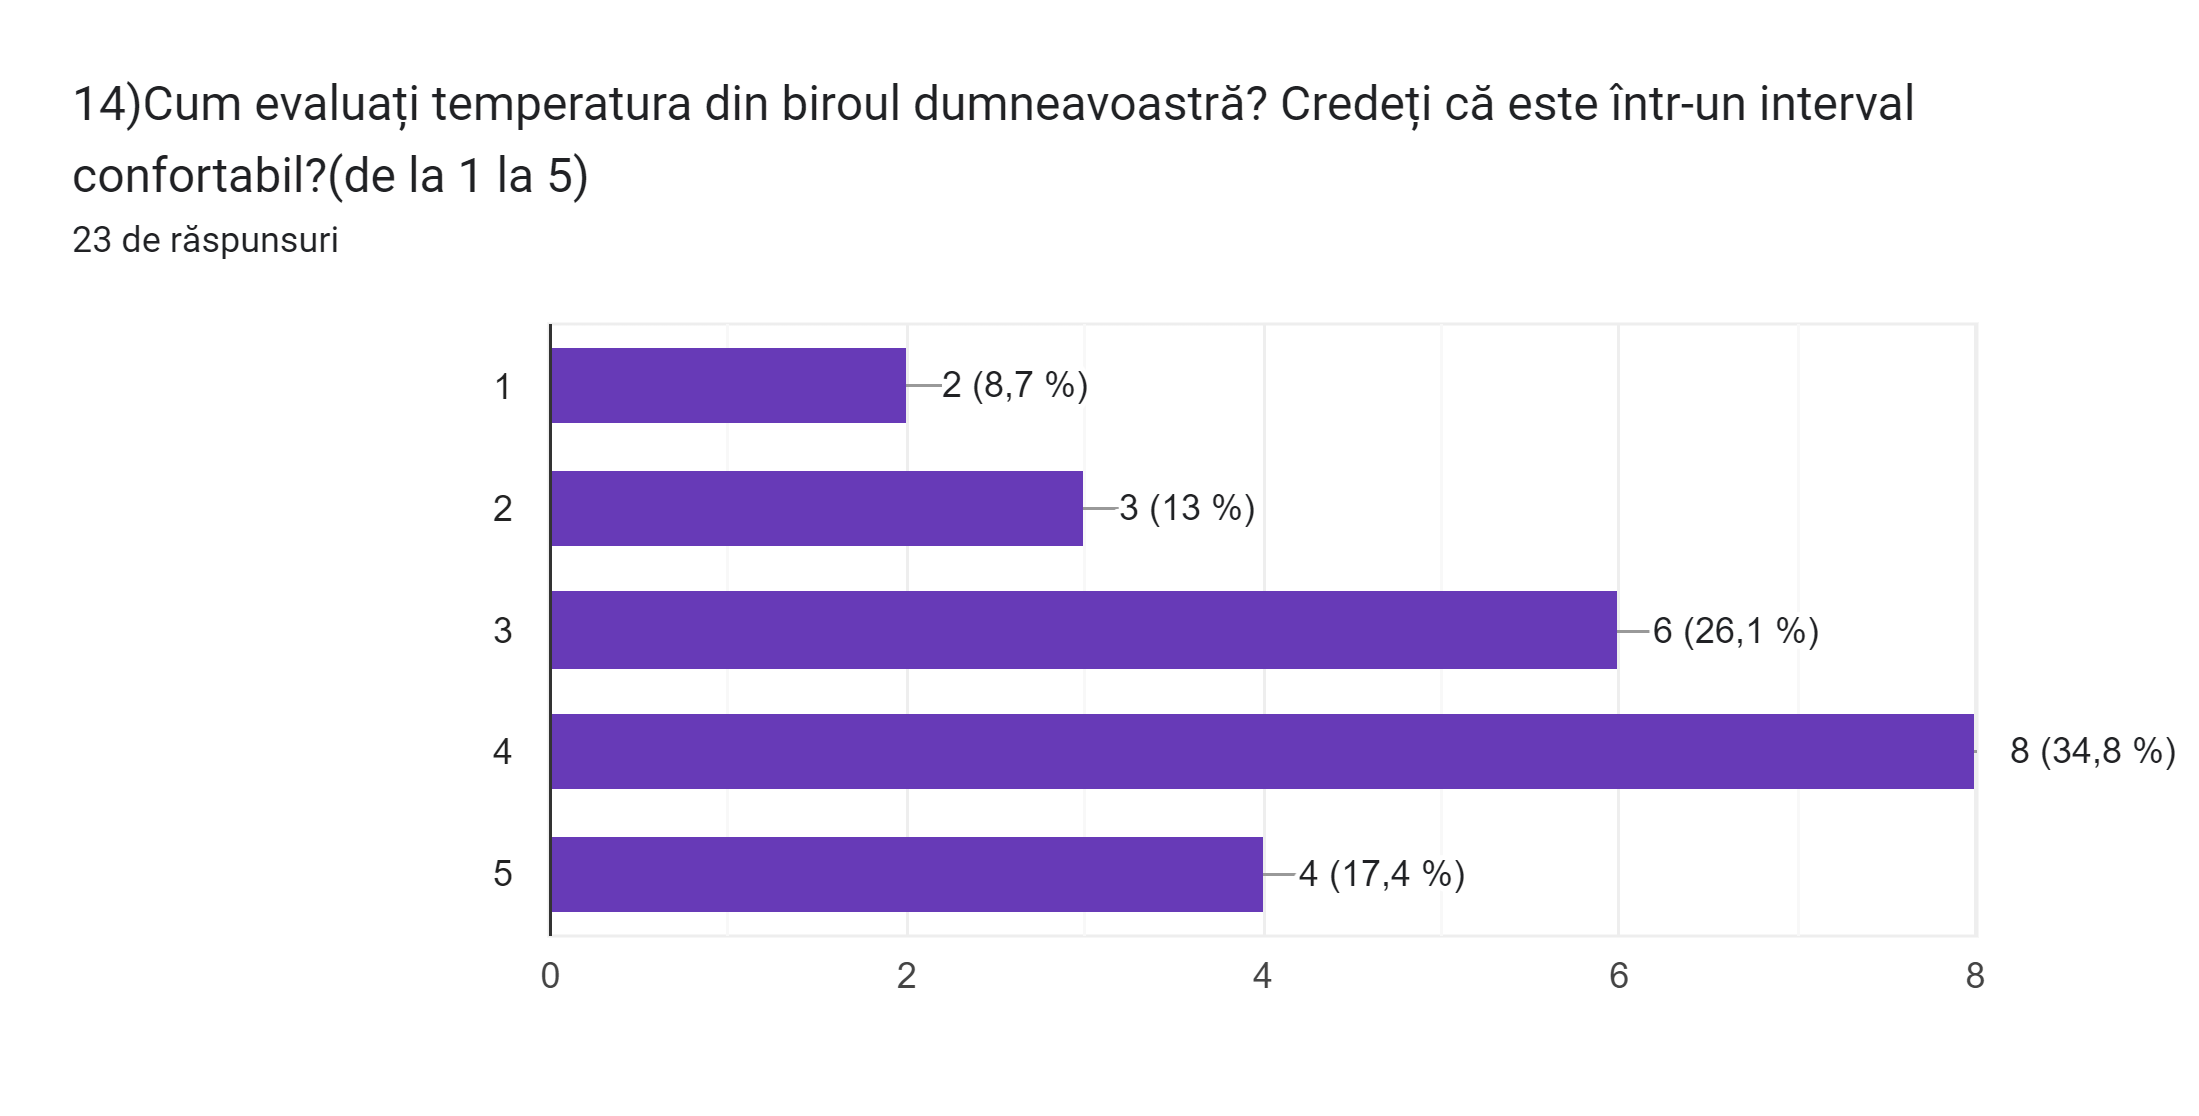 14)Cum evaluați temperatura din biroul dumneavoastră? Credeți că este într-un interval
confortabil?(de la 1 la 5)
23 de răspunsuri
1 2 (8,7 %)
2 3 (13 %)
3 6 (26,1 %)
4 8 (34,8 %)
5 4 (17,4 %)
0 2 4 6 8